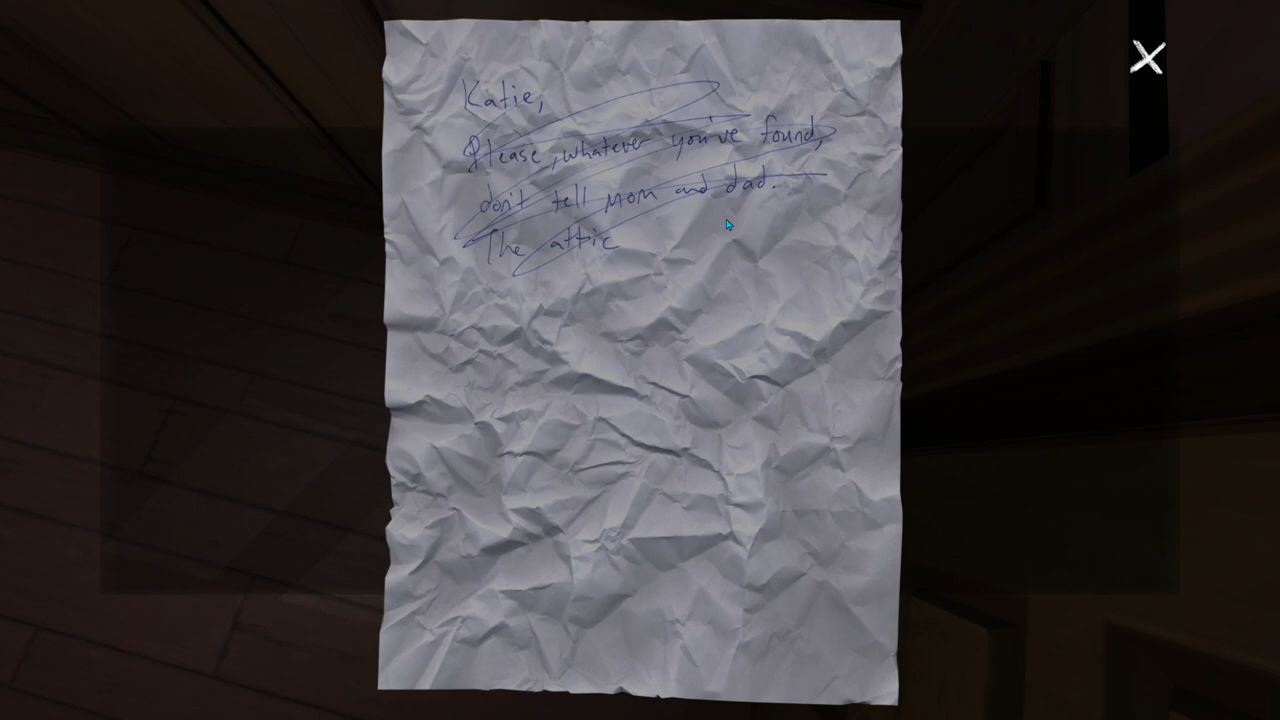 Katie,
Please, whatever you've found,
don't tell Mom and dad.
The attic